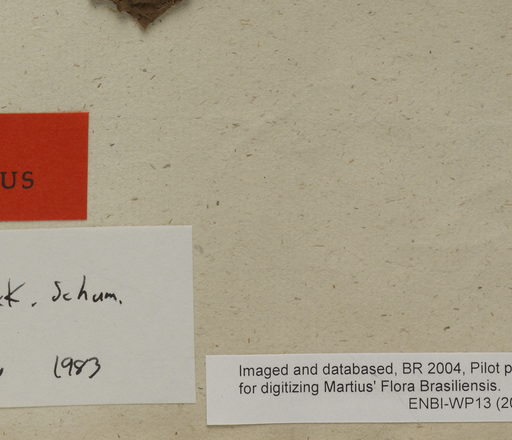 US
K. Schum.
1983
Imaged and databased, BR 2004, Pilot p
for digitizing Martius' Flora Brasiliensis.
ENBI-WP13 (20